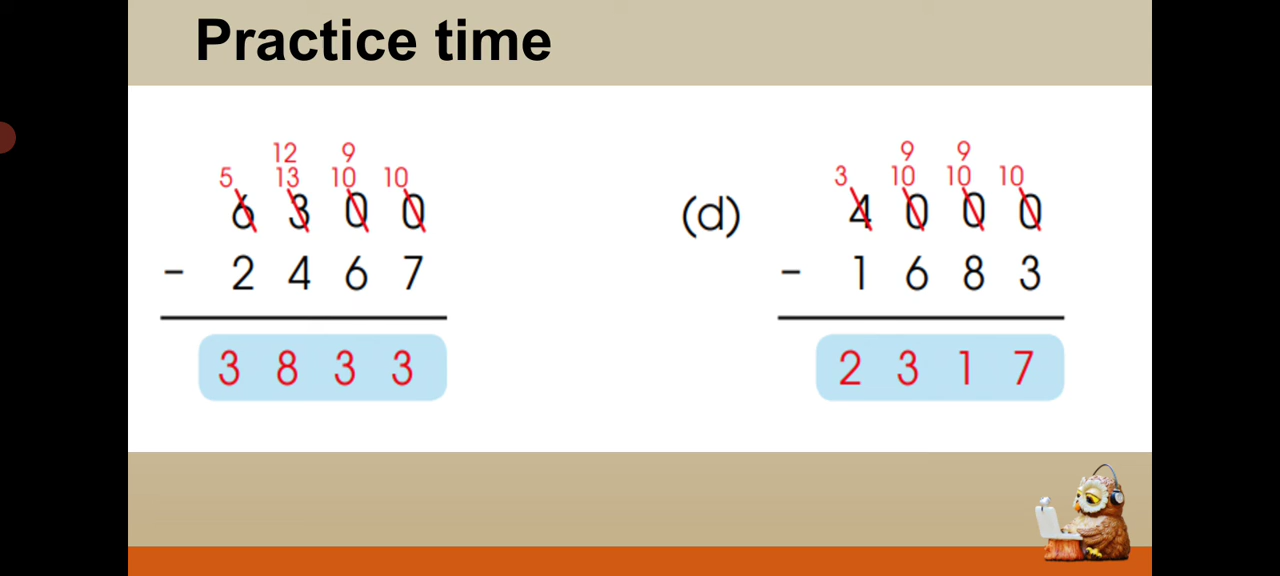 Practice time
12 9
5 13 10 10
6 3 0 0
- 2 4 6 7
3 8 3 3
(d)
9 9
3 10 10 10
4 0 0 0
- 1 6 8 3
2 3 1 7